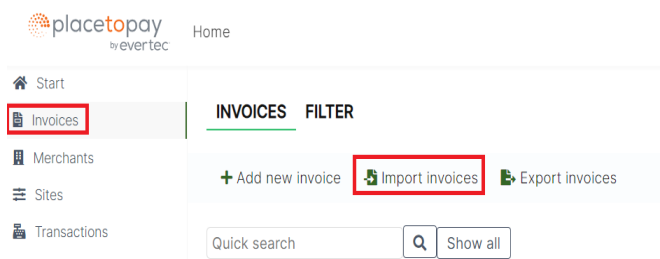 placetopay
by evertec
Home
Start
Invoices
Merchants
Sites
Transactions
INVOICES FILTER
Add new invoice Import invoices Export invoices
Quick search Show all